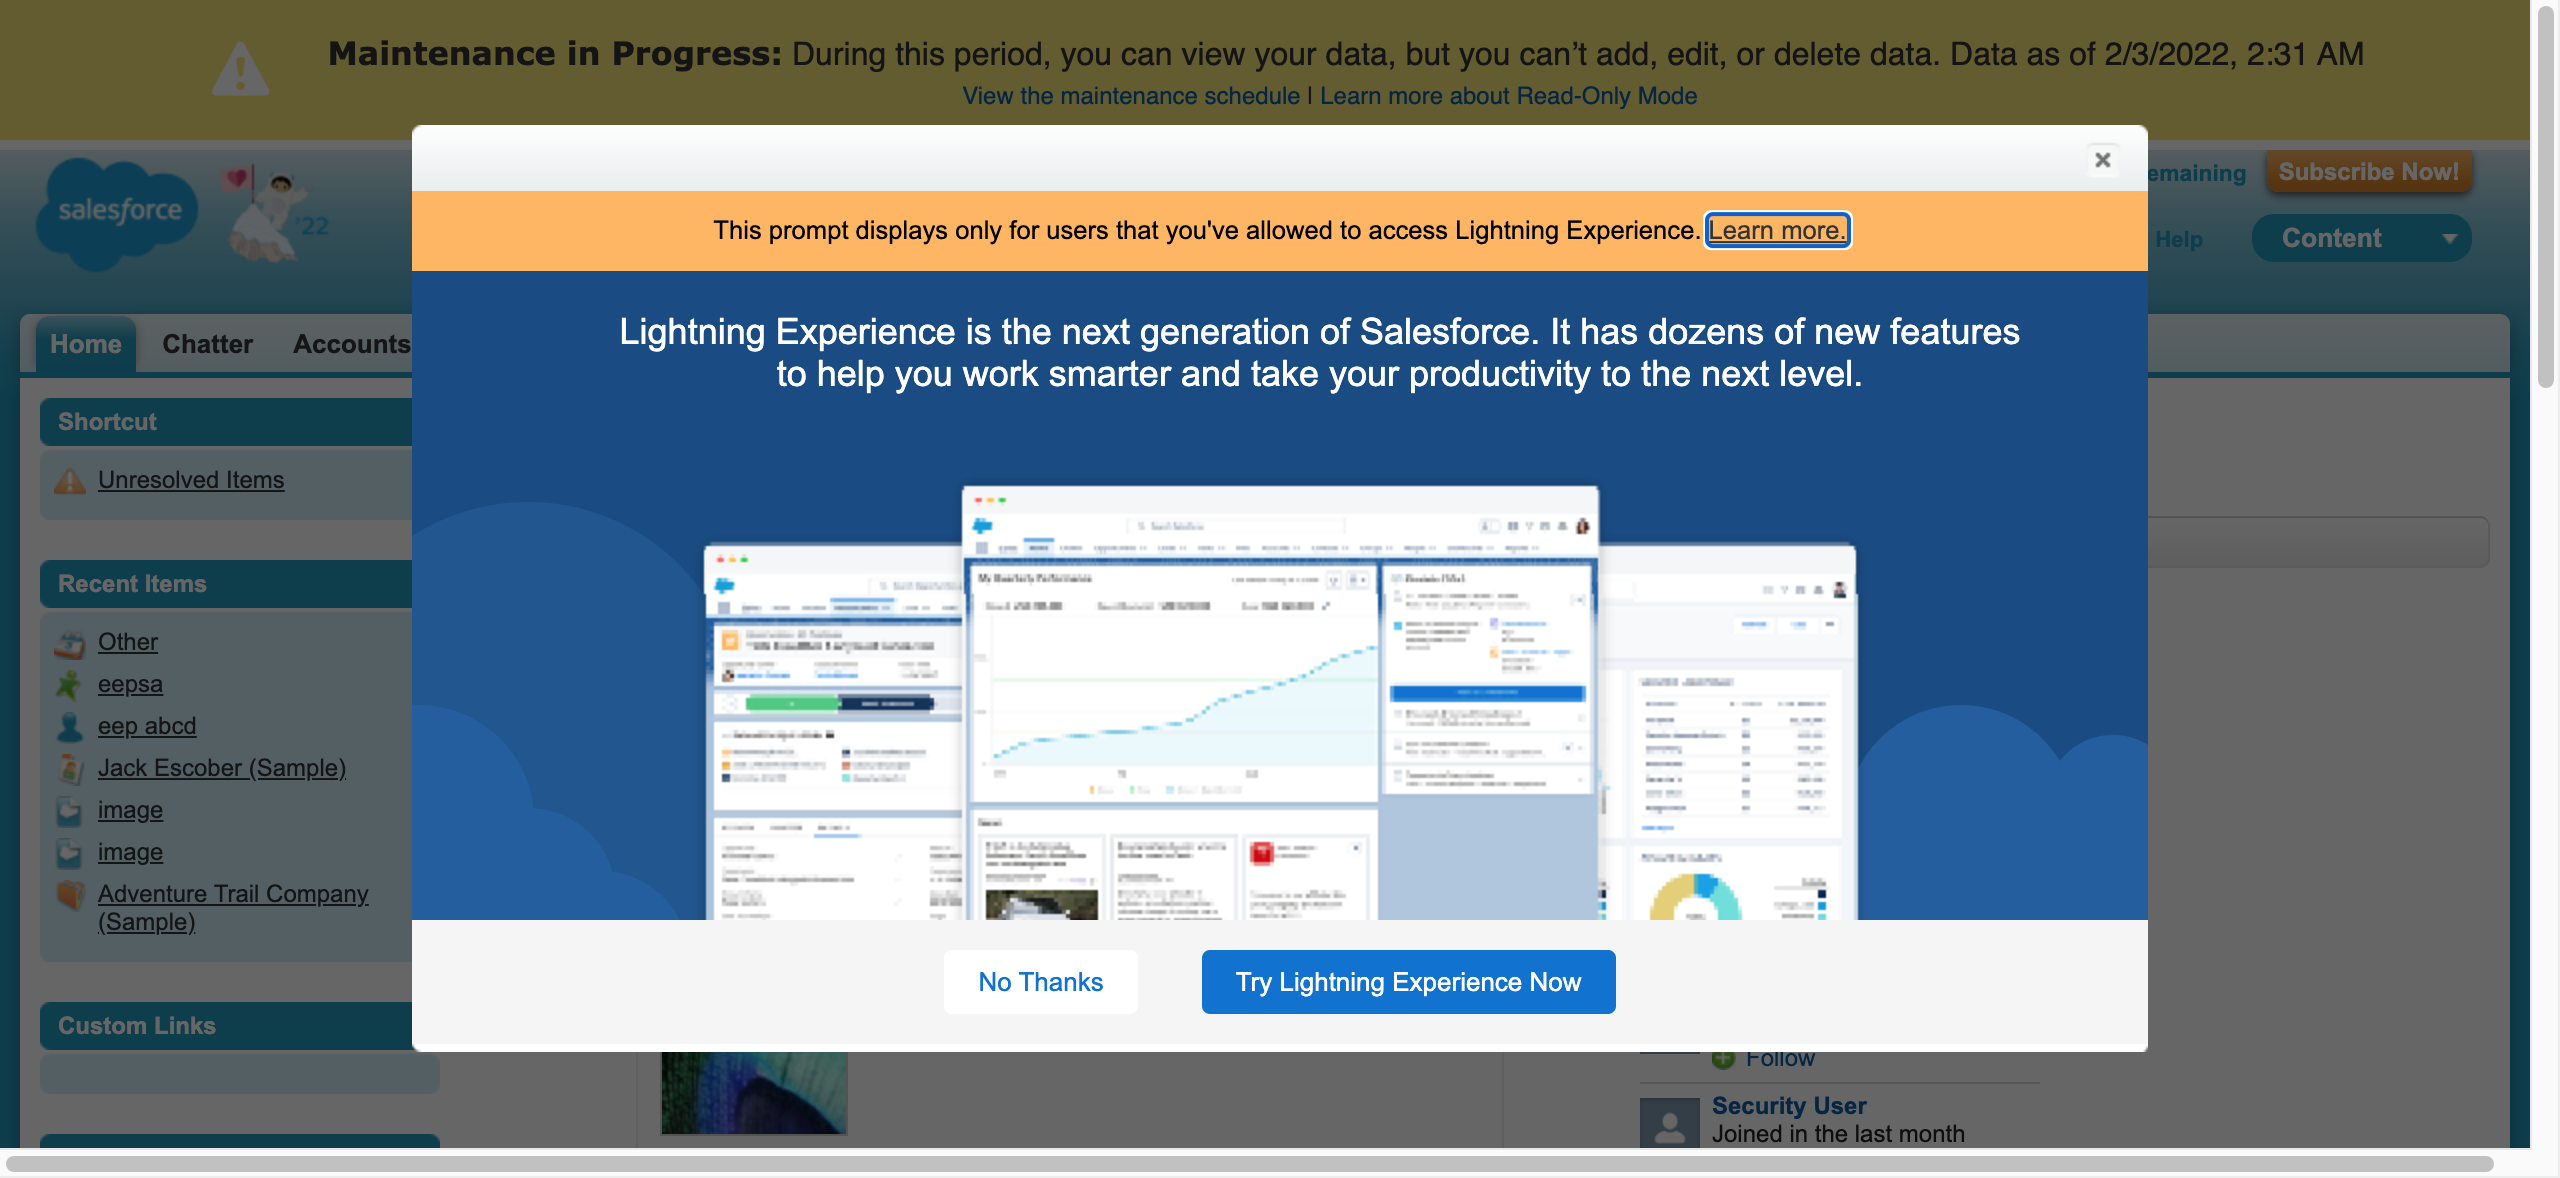 Maintenance in Progress: During this period, you can view your data, but you can’t add, edit, or delete data. Data as of 2/3/2022, 2:31 AM
View the maintenance schedule | Learn more about Read-Only Mode
salesforce
'22
emaining
Subscribe Now!
Help
Content
Home
Chatter
Accounts
This prompt displays only for users that you've allowed to access Lightning Experience. Learn more.
Lightning Experience is the next generation of Salesforce. It has dozens of new features
to help you work smarter and take your productivity to the next level.
My Quarterly Performance
No Thanks
Try Lightning Experience Now
Shortcut
Unresolved Items
Recent Items
Other
eepsa
eep abcd
Jack Escober (Sample)
image
image
Adventure Trail Company
(Sample)
Custom Links
Follow
Security User
Joined in the last month